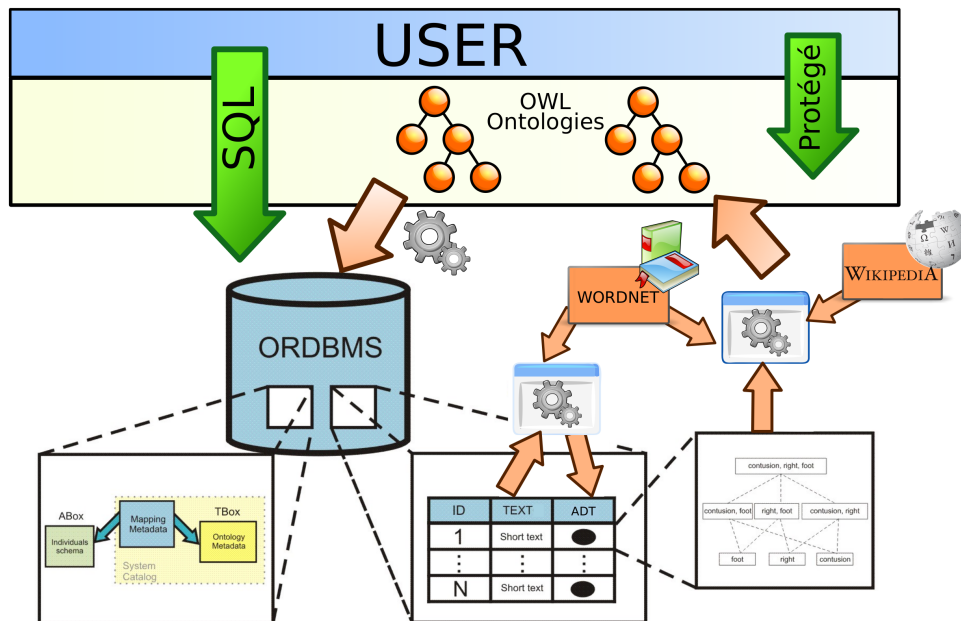 USER
SQL
Protégé
OWL
Ontologies
WORDNET
WIKIPEDIA
Ω
W
И
7
ORDBMS
ABox
Individuals
schema
Mapping
Metadata
TBox
Ontology
Metadata
System
Catalog
ID TEXT ADT
1 Short text
N Short text
contusion, right, foot
contusion, foot right, foot contusion, right
foot right contusion